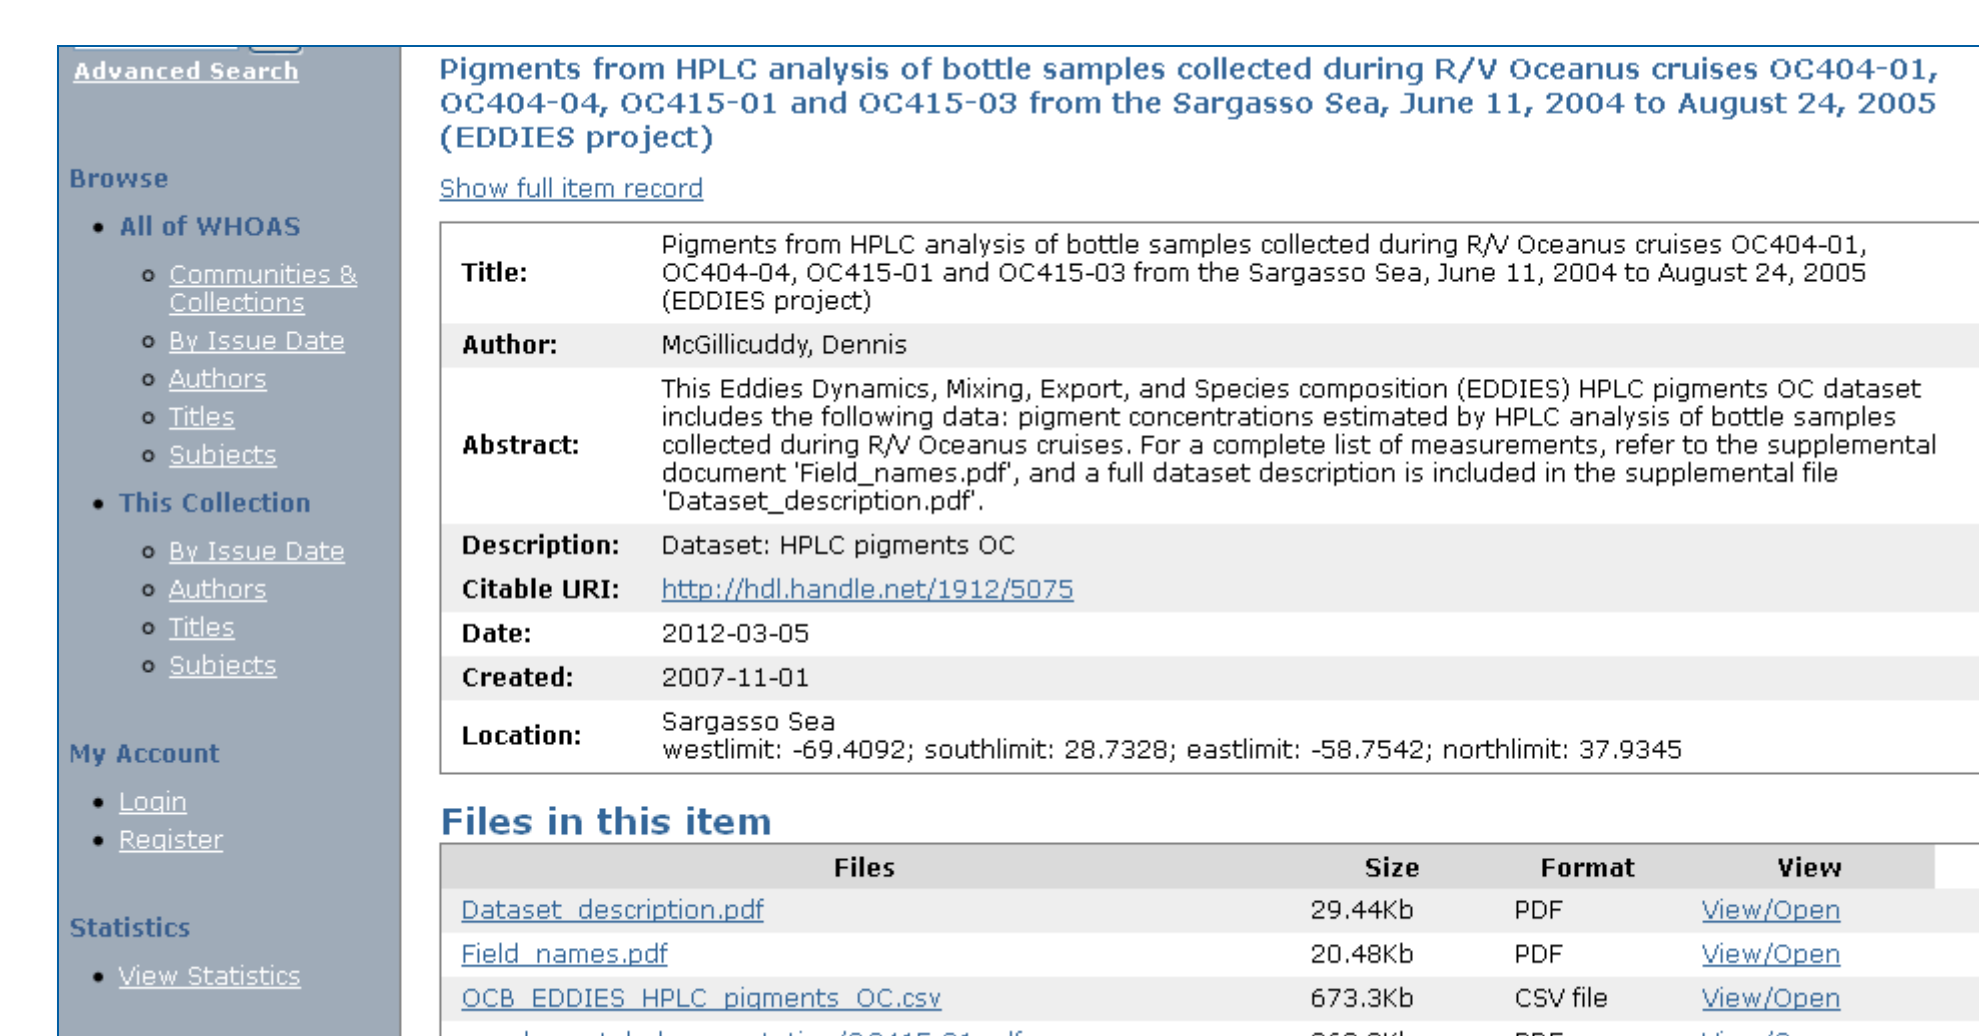 Advanced Search
Browse
All of WHOAS
Communities &
Collections
By Issue Date
Authors
Titles
Subjects
This Collection
By Issue Date
Authors
Titles
Subjects
My Account
Login
Register
Statistics
View Statistics
Pigments from HPLC analysis of bottle samples collected during R/V Oceanus cruises OC404-01,
OC404-04, OC415-01 and OC415-03 from the Sargasso Sea, June 11, 2004 to August 24, 2005
(EDDIES project)
Show full item record
Title: Pigments from HPLC analysis of bottle samples collected during R/V Oceanus cruises OC404-01,
OC404-04, OC415-01 and OC415-03 from the Sargasso Sea, June 11, 2004 to August 24, 2005
(EDDIES project)
Author: McGillicuddy, Dennis
Abstract: This Eddies Dynamics, Mixing, Export, and Species composition (EDDIES) HPLC pigments OC dataset
includes the following data: pigment concentrations estimated by HPLC analysis of bottle samples
collected during R/V Oceanus cruises. For a complete list of measurements, refer to the supplemental
document 'Field_names.pdf', and a full dataset description is included in the supplemental file
'Dataset_description.pdf'.
Description: Dataset: HPLC pigments OC
Citable URI: http://hdl.handle.net/1912/5075
Date: 2012-03-05
Created: 2007-11-01
Location: Sargasso Sea
westlimit: -69.4092; southlimit: 28.7328; eastlimit: -58.7542; northlimit: 37.9345
Files in this item
Files Size Format View
Dataset_description.pdf 29.44Kb PDF View/Open
Field_names.pdf 20.48Kb PDF View/Open
OCB_EDDIES_HPLC_pigments_OC.csv 673.3Kb CSV file View/Open